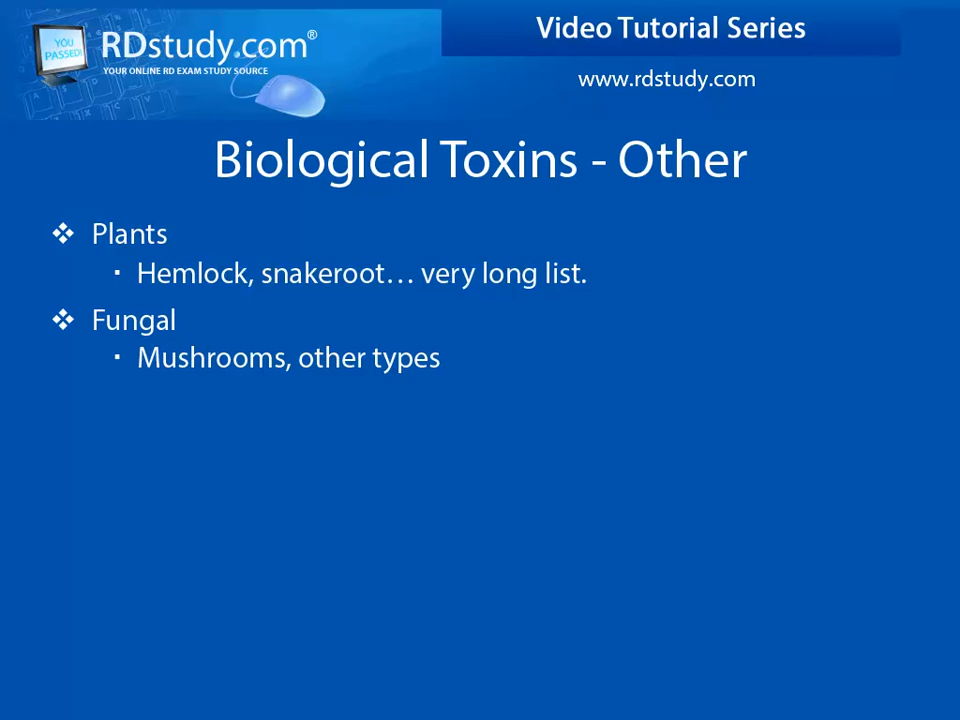 YOU
PASSED!
RDstudy.com®
YOUR ONLINE RD EXAM STUDY SOURCE
Video Tutorial Series
www.rdstudy.com
Biological Toxins - Other
❖ Plants
▪ Hemlock, snakeroot… very long list.
❖ Fungal
▪ Mushrooms, other types